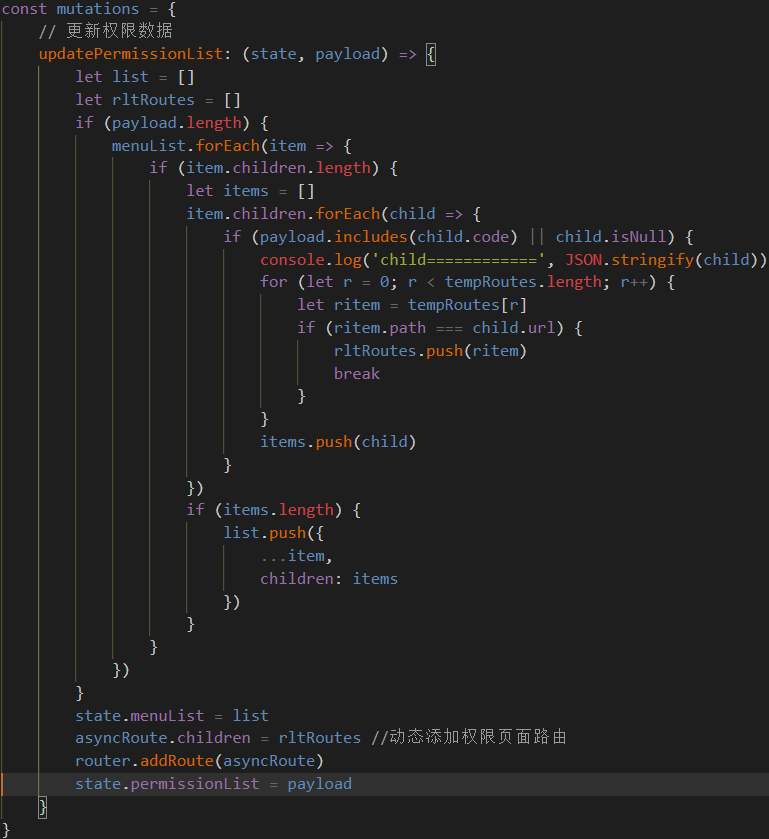 const mutations = {
    // 更新权限数据
    updatePermissionList: (state, payload) => {
        let list = []
        let rltRoutes = []
        if (payload.length) {
            menuList.forEach(item => {
                if (item.children.length) {
                    let items = []
                    item.children.forEach(child => {
                        if (payload.includes(child.code) || child.isNull) {
                            console.log('child============', JSON.stringify(child))
                            for (let r = 0; r < tempRoutes.length; r++) {
                                let ritem = tempRoutes[r]
                                if (ritem.path === child.url) {
                                    rltRoutes.push(ritem)
                                    break
                                }
                            }
                            items.push(child)
                        }
                    })
                    if (items.length) {
                        list.push({
                            ...item,
                            children: items
                        })
                    }
                }
            })
        }
        state.menuList = list
        asyncRoute.children = rltRoutes //动态添加权限页面路由
        router.addRoute(asyncRoute)
        state.permissionList = payload
    }
}